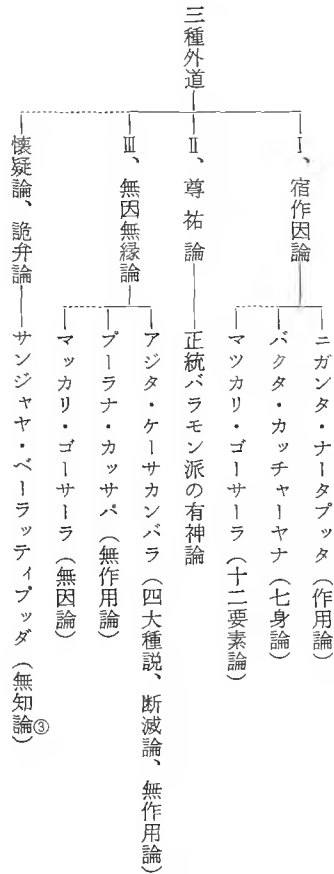 三種外道
Ⅰ、宿作因論
ニガンタ・ナータプッタ（作用論）
バクタ・カッチャーヤナ（七身論）
マツカリ・ゴーサーラ（十二要素論）
Ⅱ、尊祐論
正統バラモン派の有神論
Ⅲ、無因無縁論
アジタ・ケーサカンバラ（四大種説、断滅論、無作用論）
プーラナ・カッサパ（無作用論）
マッカリ・ゴーサーラ（無因論）
懐疑論、詭弁論
サンジャヤ・ベーラッティプッダ（無知論）③